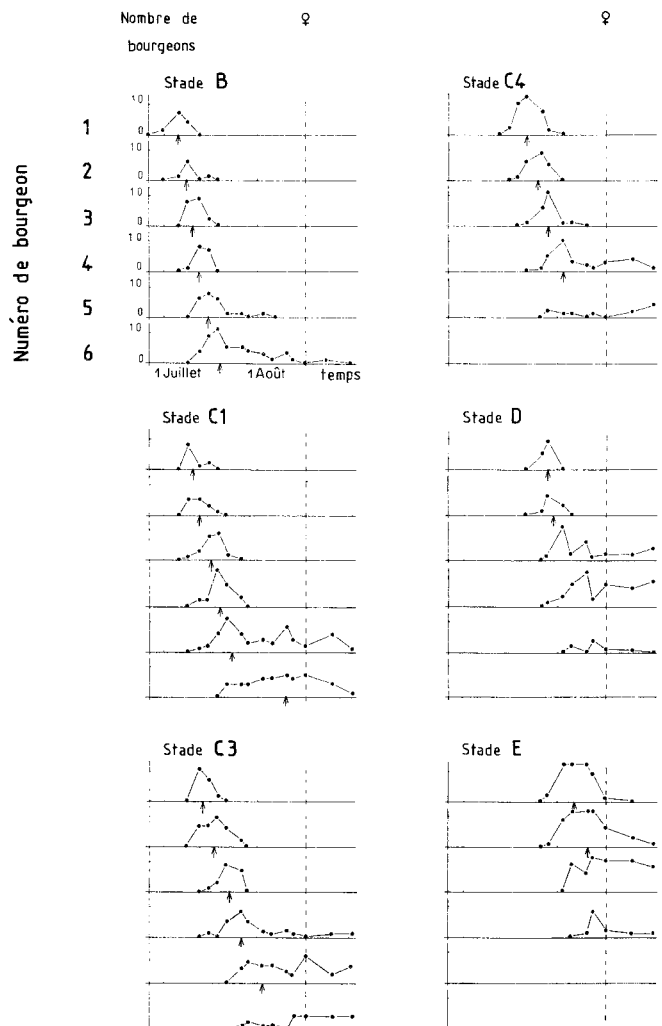 Nombre de
bourgeons
♀
♀
Numéro de bourgeon
Stade B
1
10
0
2
10
0
3
10
0
4
10
0
5
10
0
6
10
0
1 Juillet
1 Août
temps
Stade C4
Stade C1
Stade D
Stade C3
Stade E